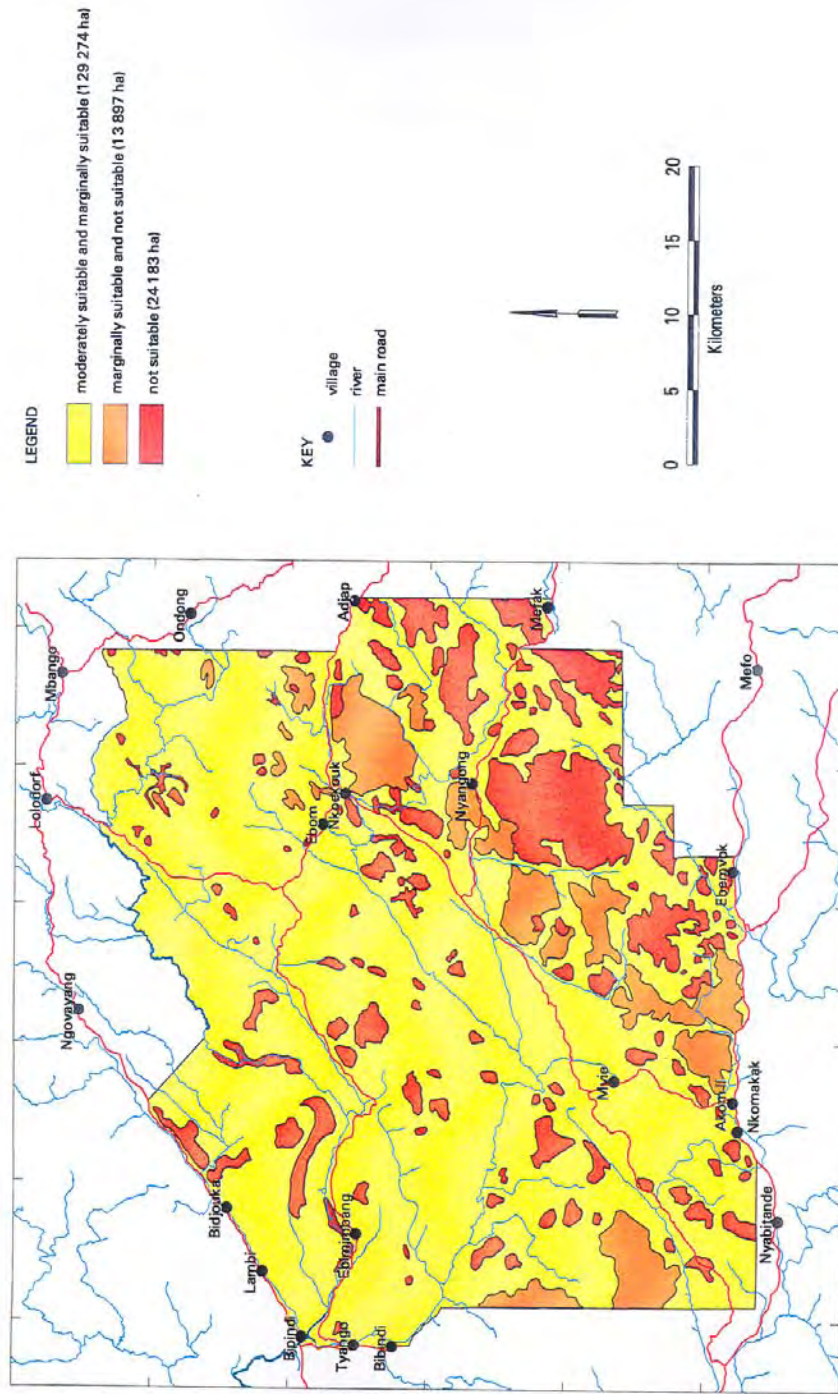 LEGEND
moderately suitable and marginally suitable (129 274 ha)
marginally suitable and not suitable (13 897 ha)
not suitable (24 183 ha)
KEY
village
river
main road
0 5 10 15 20
Kilometers
Lolodorf
Mbango
Ngovayang
Ondong
Bidjouka
Lambi
Bipindi
Tyango
Bibindi
Ebimimbang
Ebom
Nkoekouk
Adjap
Nyangong
Melak
Mvie
Akom II
Nkomakak
Ebemvok
Mefo
Nyabitande